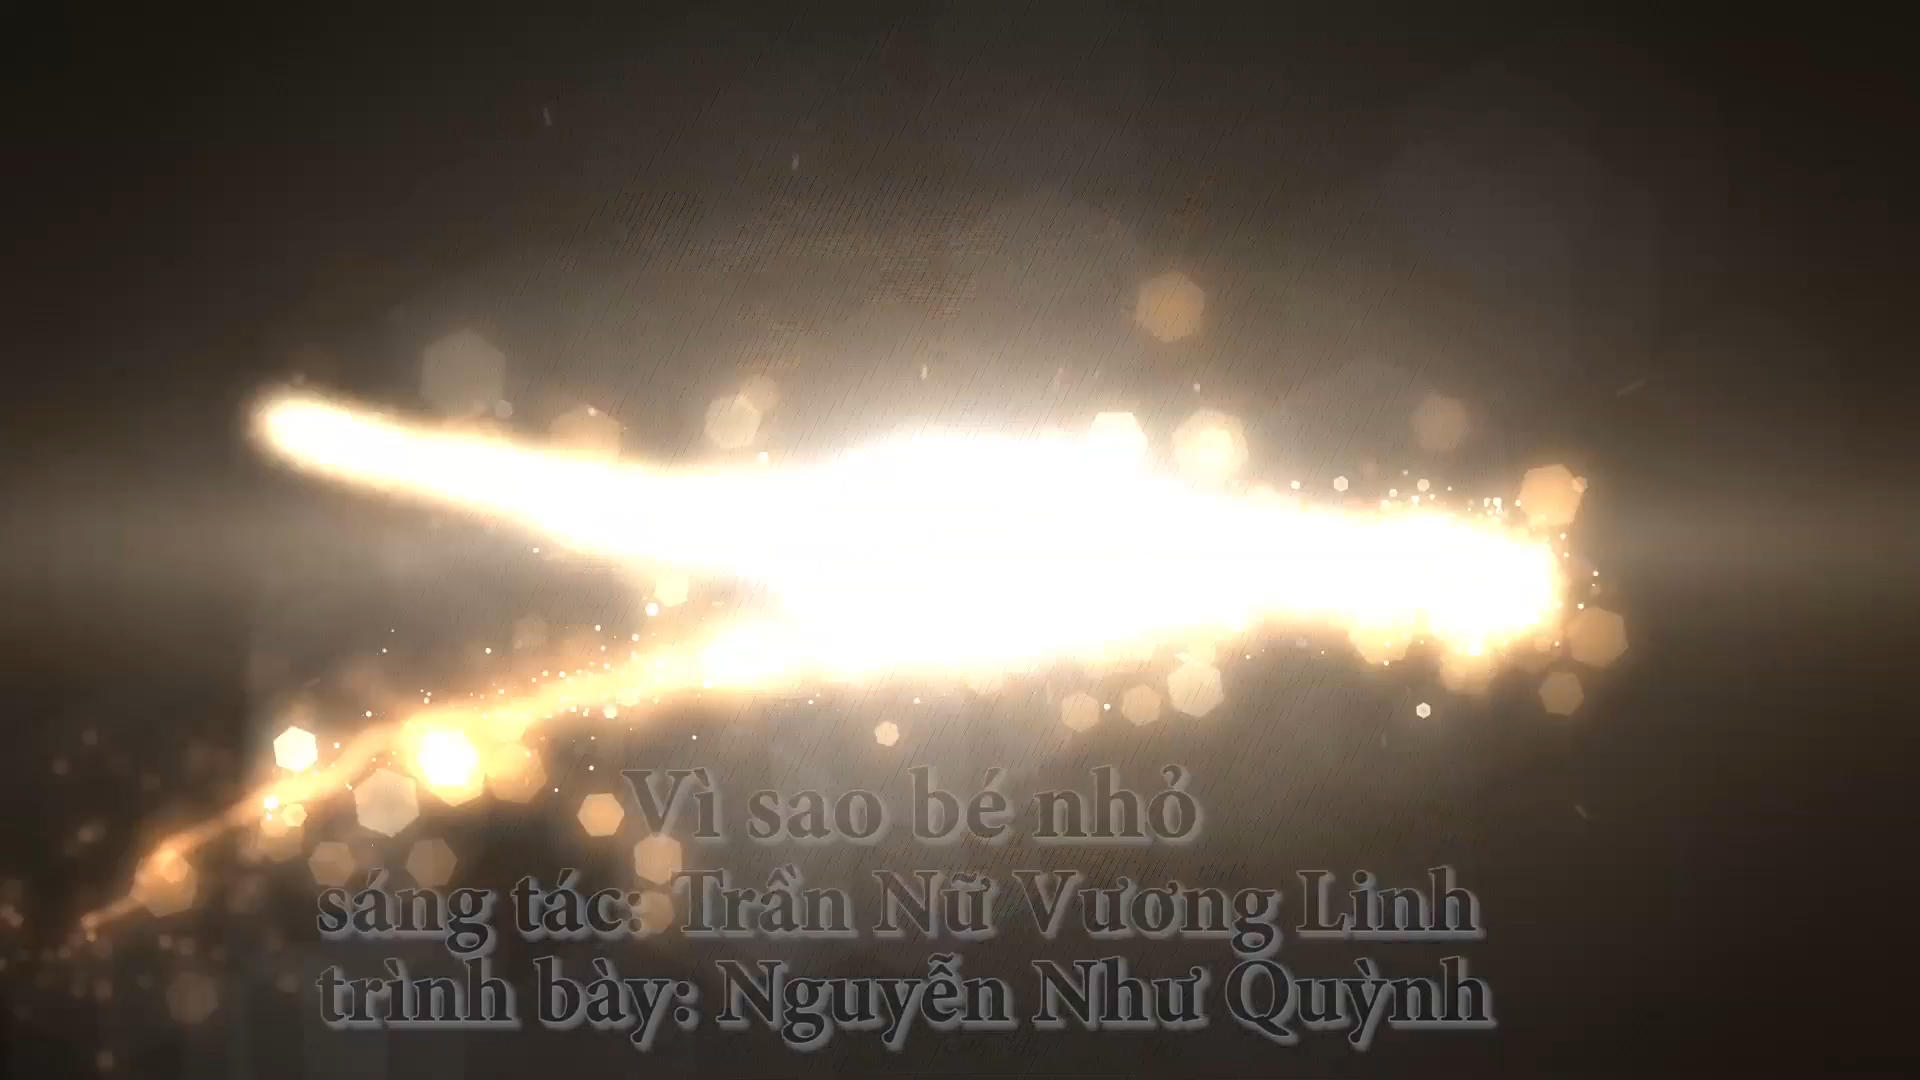 Vì sao bé nhỏ
sáng tác: Trần Nữ Vương Linh
trình bày: Nguyễn Như Quỳnh